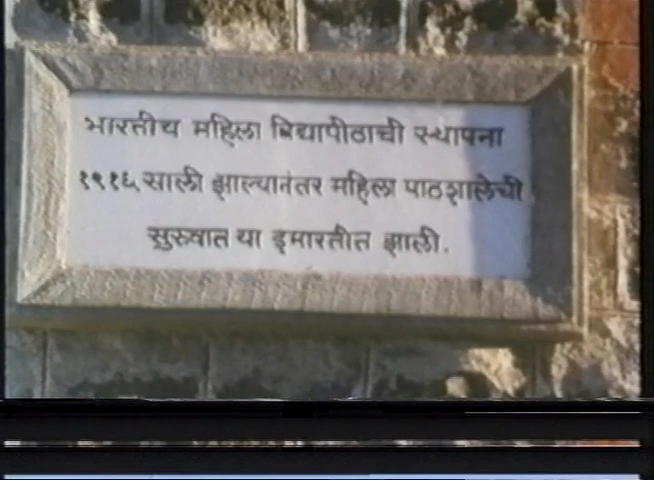 भारतीय महिला विद्यापीठाची स्थापना
१९१६ साली झाल्यानंतर महिला पाठशालेची
सुरुवात या इमारतीत झाली.